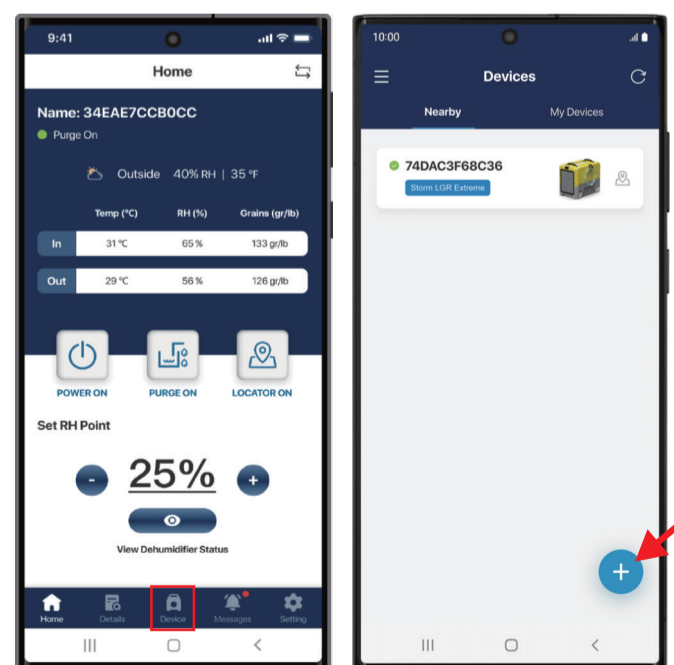 9:41
Home
Name: 34EAE7CCB0CC
Purge On
Outside 40% RH | 35 °F
Temp (°C) RH (%) Grains (gr/lb)
In 31 °C 65 % 133 gr/lb
Out 29 °C 56 % 126 gr/lb
POWER ON PURGE ON LOCATOR ON
Set RH Point
- 25% +
View Dehumidifier Status
Home Details Device Messages Setting
10:00
Devices
Nearby My Devices
74DAC3F68C36
Storm LGR Extreme
+